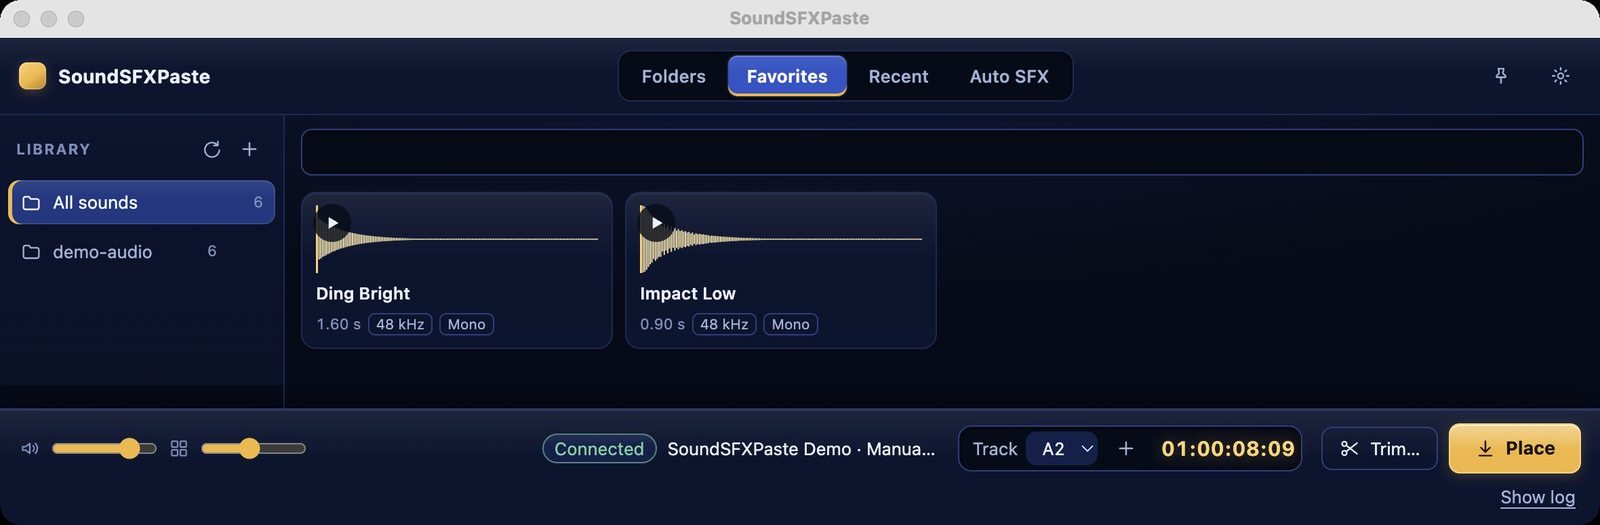 SoundSFXPaste
SoundSFXPaste
Folders Favorites Recent Auto SFX
LIBRARY
All sounds 6
demo-audio 6
Ding Bright
1.60 s 48 kHz Mono
Impact Low
0.90 s 48 kHz Mono
Connected SoundSFXPaste Demo · Manua... Track A2 01:00:08:09 Trim... Place
Show log